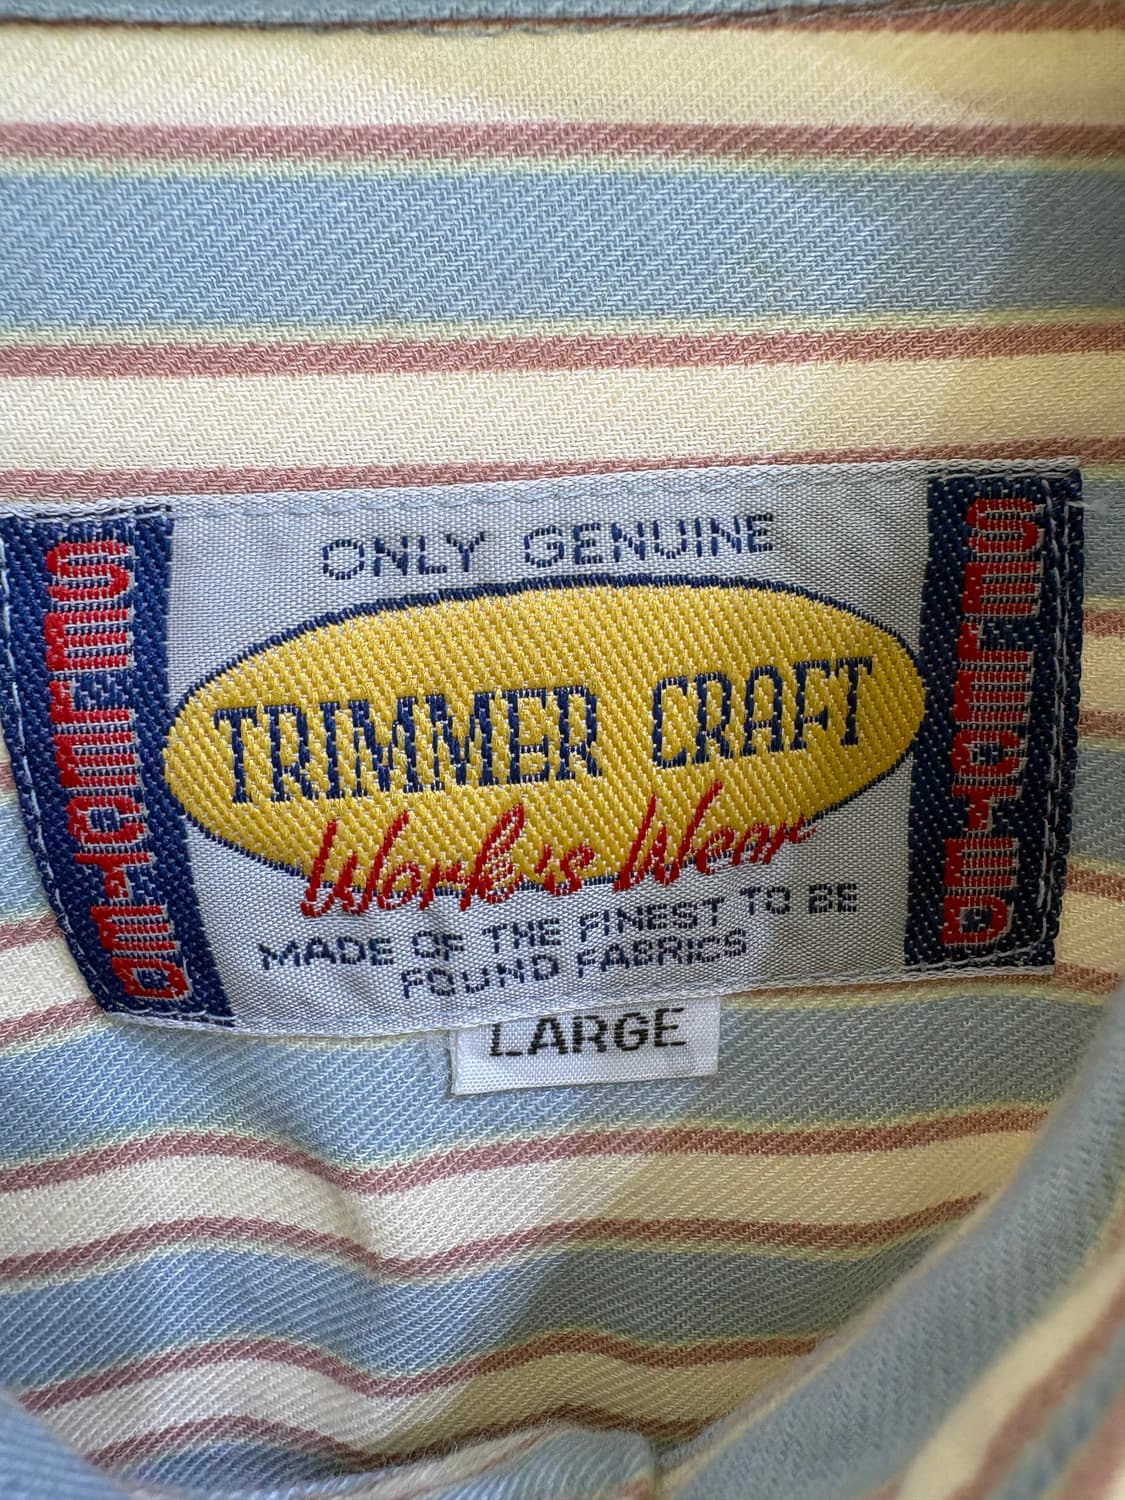 SELECTED
ONLY GENUINE
TRIMMER CRAFT
Work's Wear
MADE OF THE FINEST TO BE
FOUND FABRICS
SELECTED
LARGE